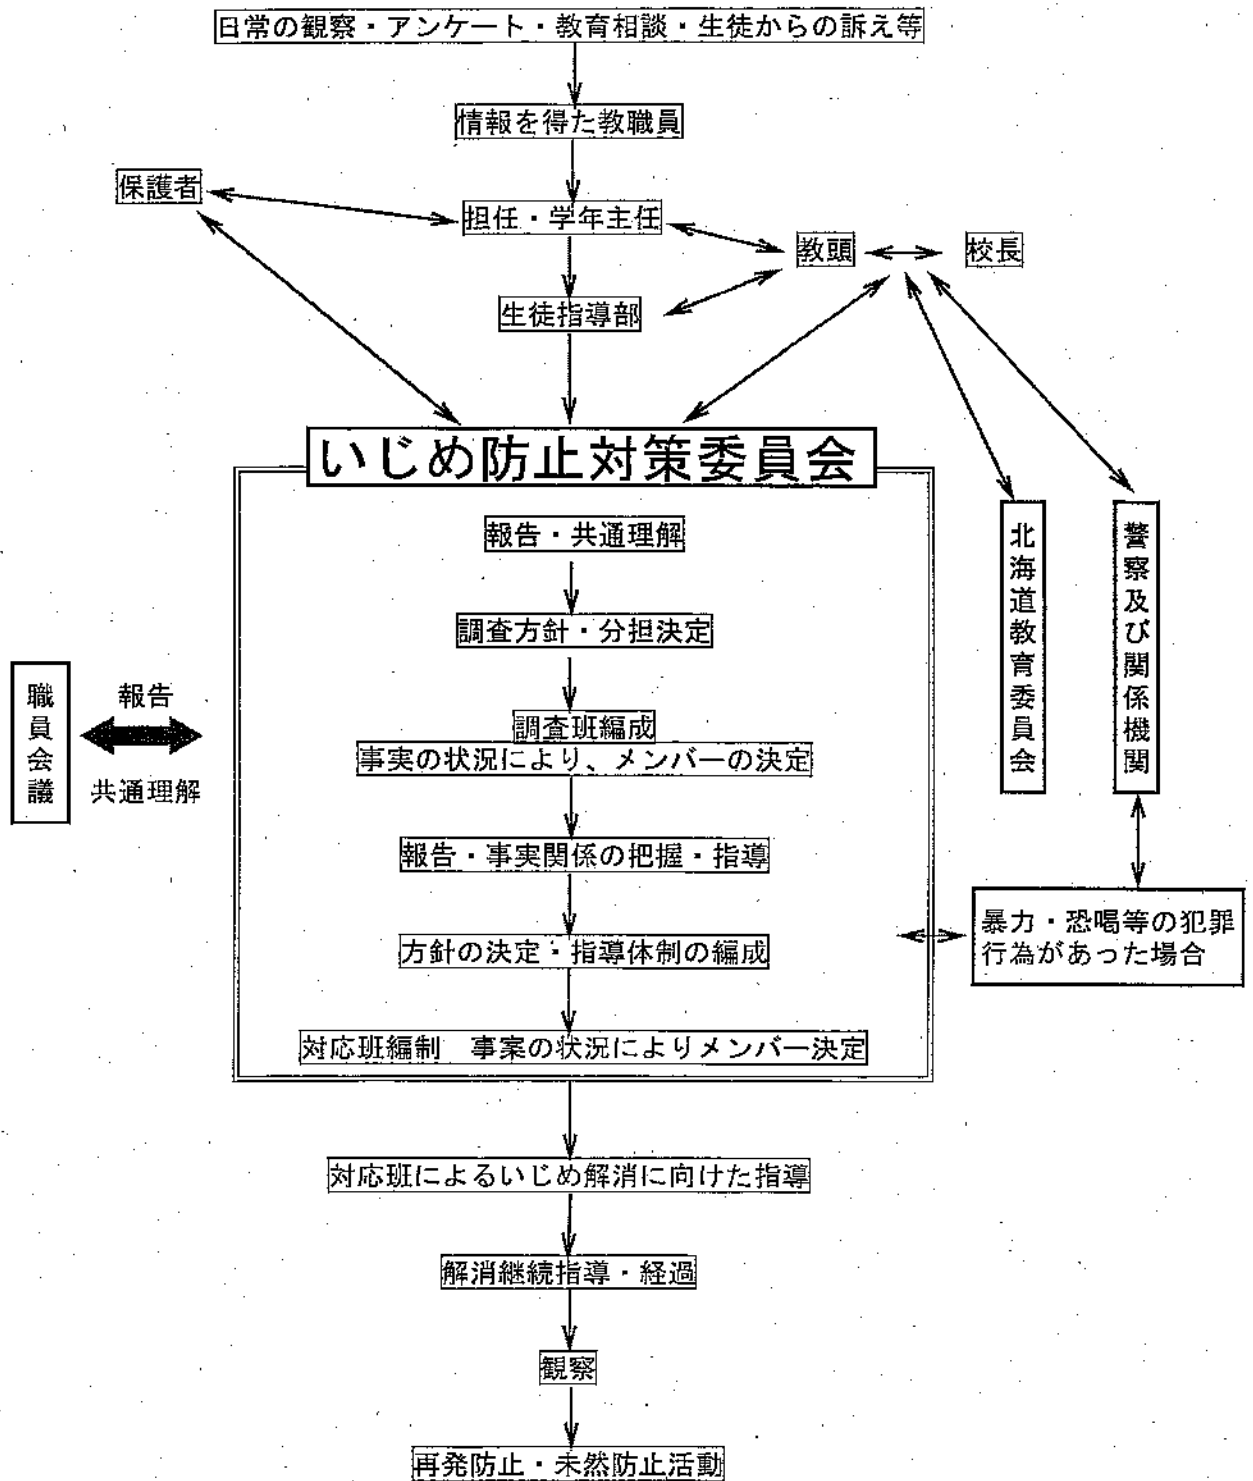 日常の観察・アンケート・教育相談・生徒からの訴え等
情報を得た教職員
保護者
担任・学年主任
教頭
校長
生徒指導部
いじめ防止対策委員会
報告・共通理解
調査方針・分担決定
調査班編成
事実の状況により、メンバーの決定
報告・事実関係の把握・指導
方針の決定・指導体制の編成
対応班編制 事案の状況によりメンバー決定
職員会議
報告
共通理解
北海道教育委員会
警察及び関係機関
暴力・恐喝等の犯罪
行為があった場合
対応班によるいじめ解消に向けた指導
解消継続指導・経過
観察
再発防止・未然防止活動